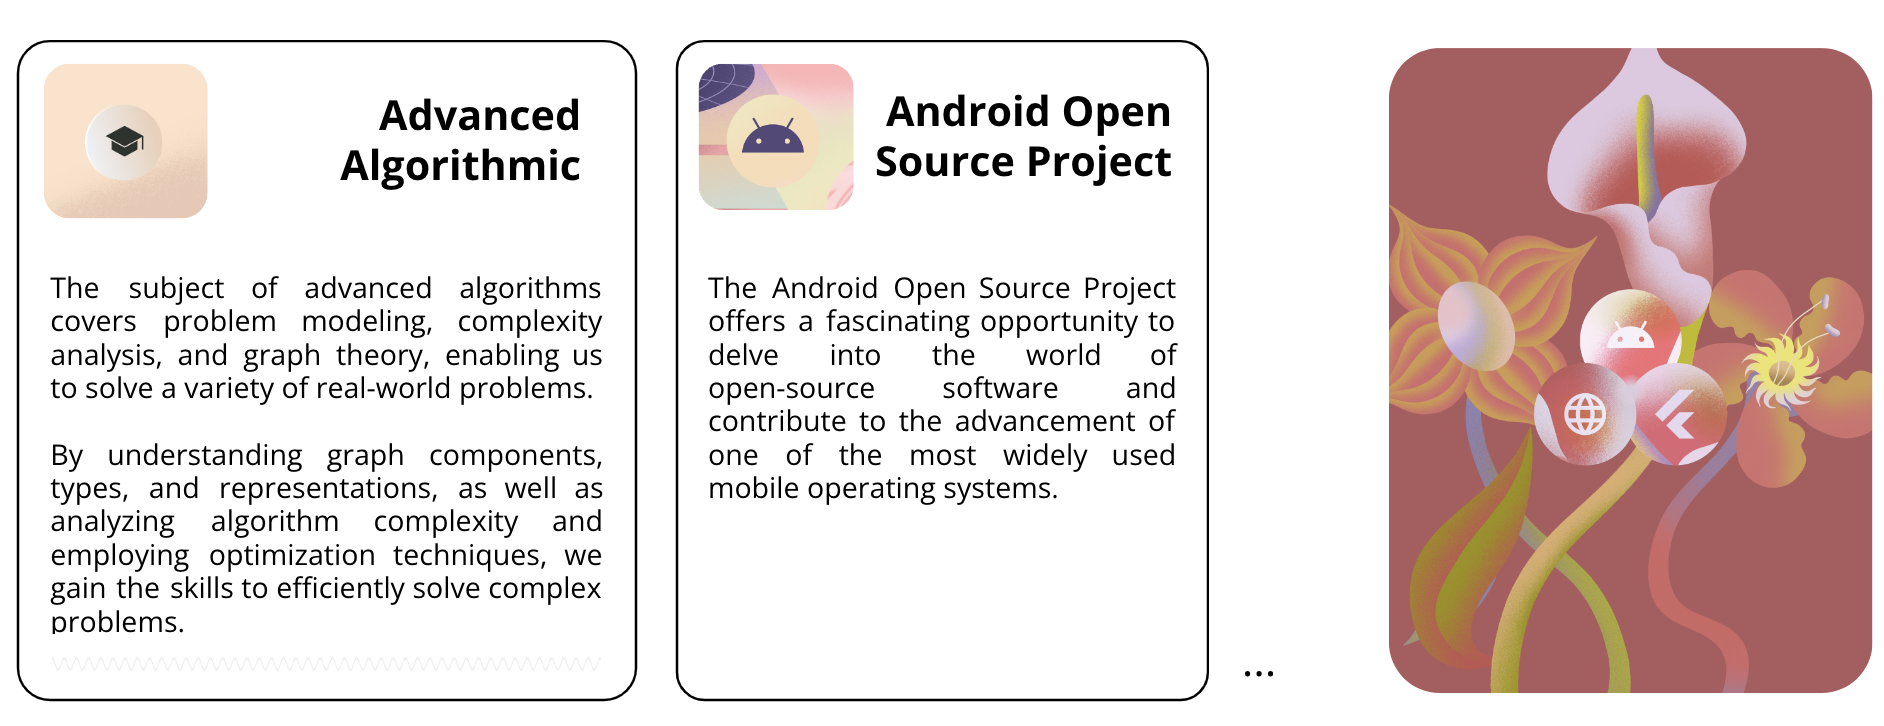 Advanced
Algorithmic
The subject of advanced algorithms
covers problem modeling, complexity
analysis, and graph theory, enabling us
to solve a variety of real-world problems.
By understanding graph components,
types, and representations, as well as
analyzing algorithm complexity and
employing optimization techniques, we
gain the skills to efficiently solve complex
problems.
Android Open
Source Project
The Android Open Source Project
offers a fascinating opportunity to
delve into the world of
open-source software and
contribute to the advancement of
one of the most widely used
mobile operating systems.
...